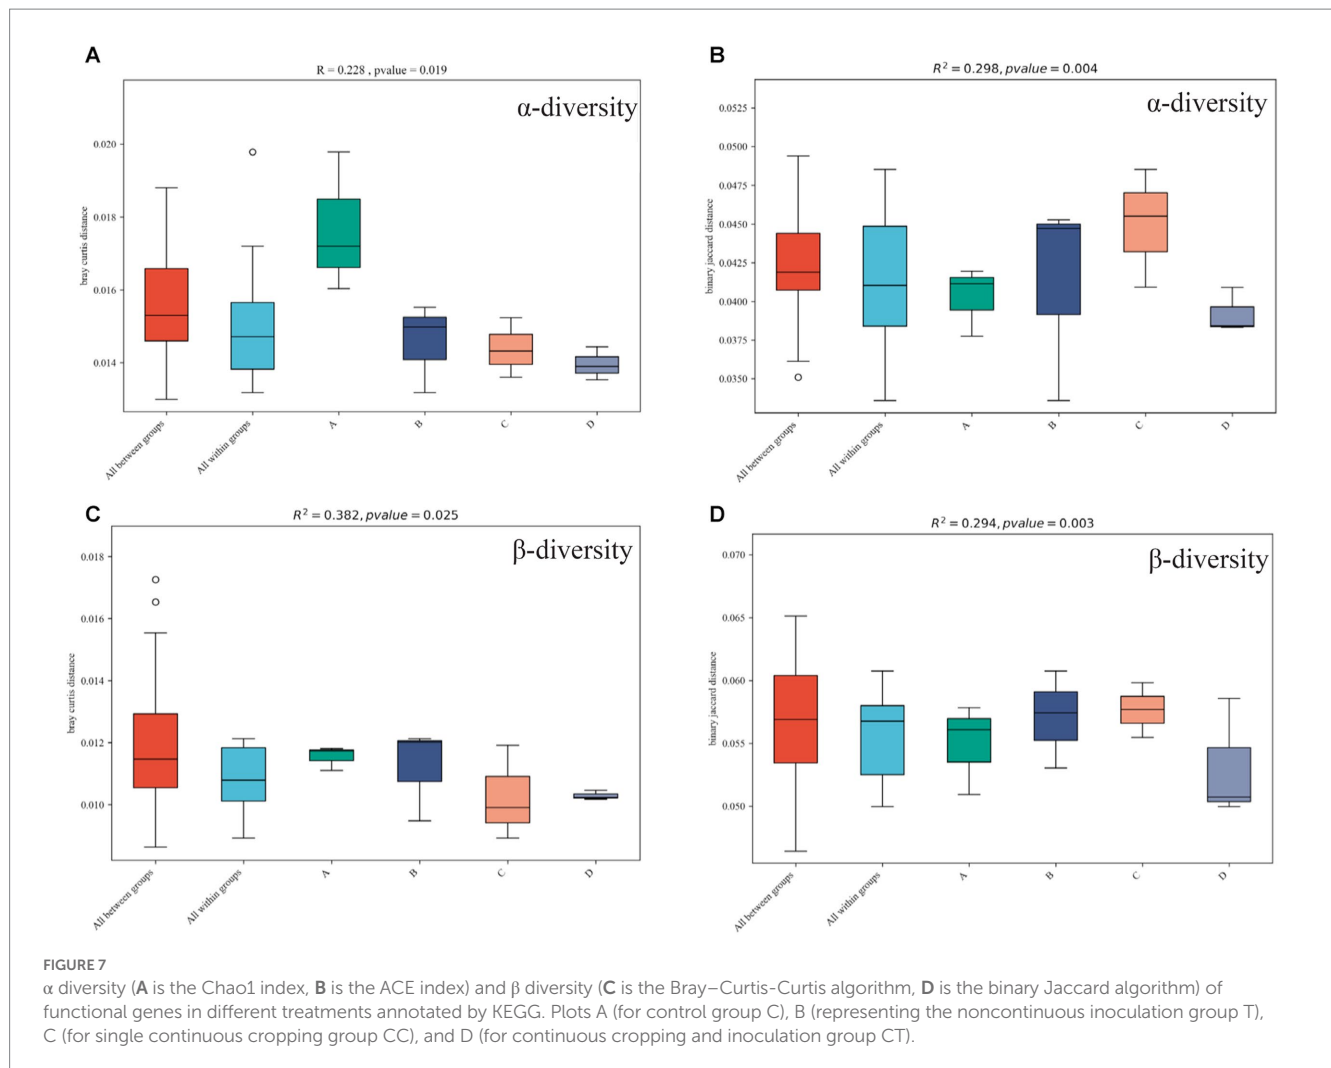 A
R = 0.228 , pvalue = 0.019
α-diversity
bray curtis distance
0.020
0.018
0.016
0.014
All between groups
All within groups
A
B
C
D
B
R² = 0.298, pvalue = 0.004
α-diversity
binary jaccard distance
0.0525
0.0500
0.0475
0.0450
0.0425
0.0400
0.0375
0.0350
All between groups
All within groups
A
B
C
D
C
R² = 0.382, pvalue = 0.025
β-diversity
bray curtis distance
0.018
0.016
0.014
0.012
0.010
All between groups
All within groups
A
B
C
D
D
R² = 0.294, pvalue = 0.003
β-diversity
binary jaccard distance
0.070
0.065
0.060
0.055
0.050
All between groups
All within groups
A
B
C
D
FIGURE 7
α diversity (A is the Chao1 index, B is the ACE index) and β diversity (C is the Bray–Curtis-Curtis algorithm, D is the binary Jaccard algorithm) of
functional genes in different treatments annotated by KEGG. Plots A (for control group C), B (representing the noncontinuous inoculation group T),
C (for single continuous cropping group CC), and D (for continuous cropping and inoculation group CT).